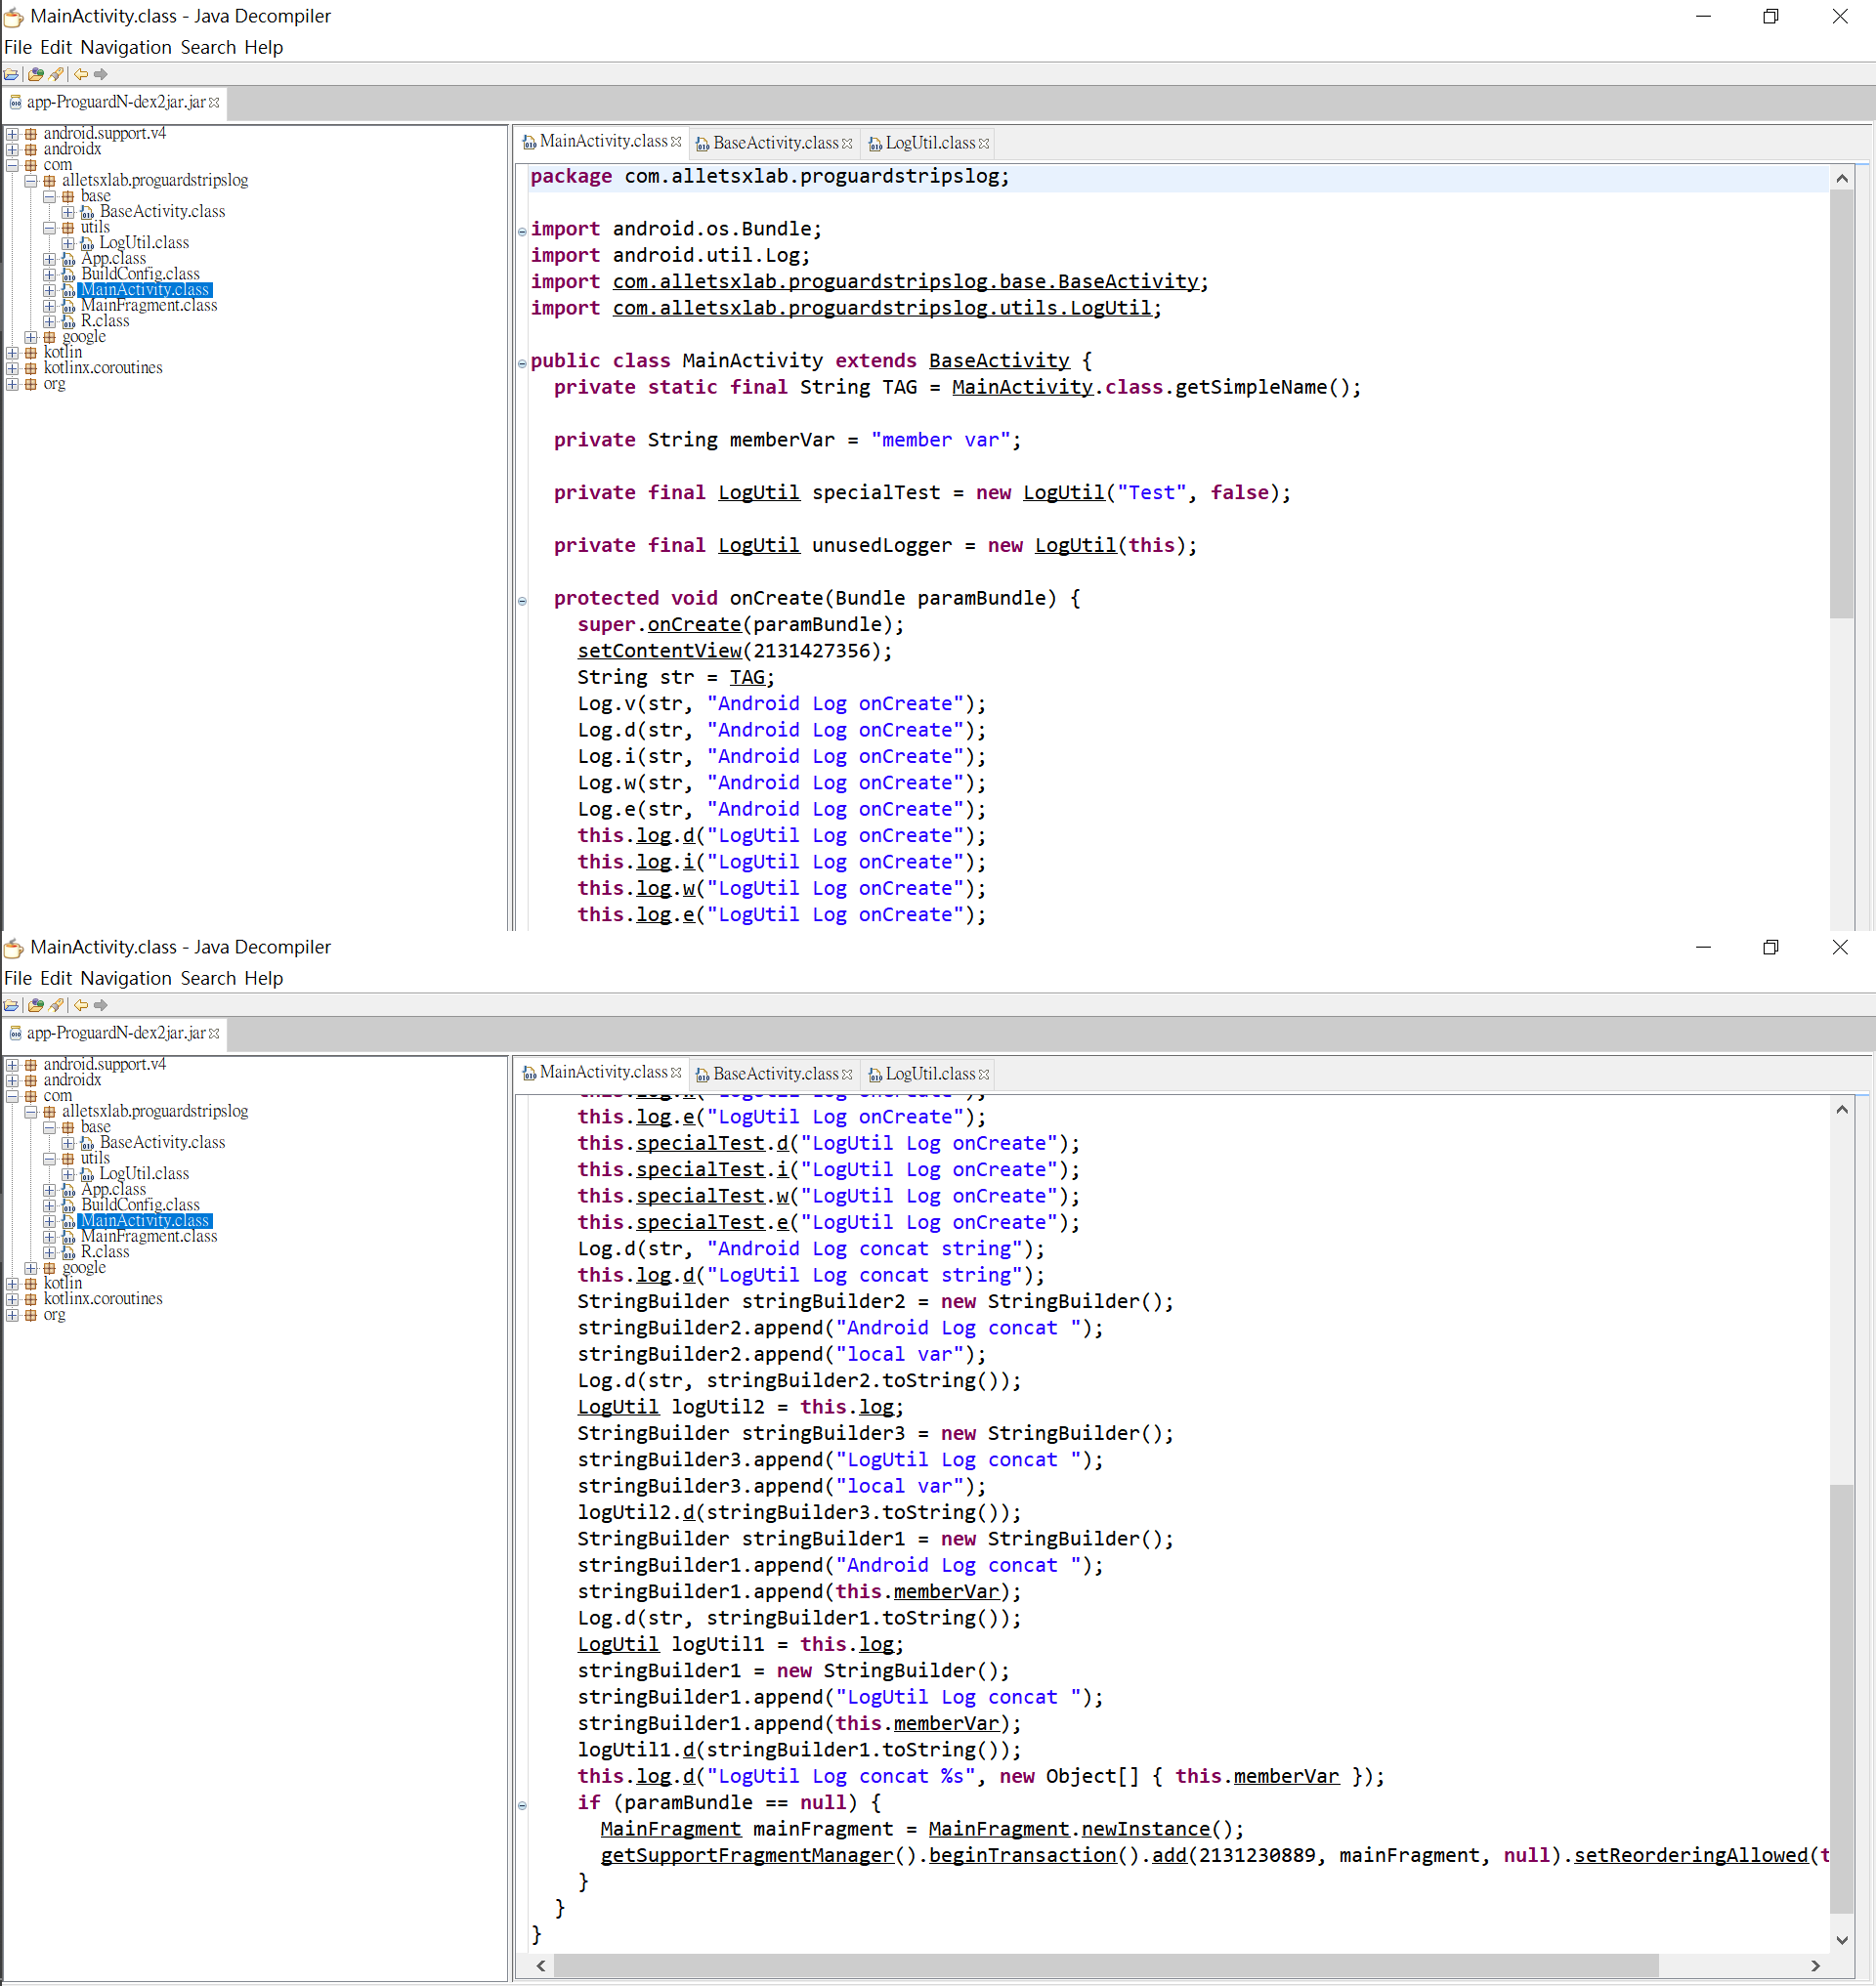 MainActivity.class - Java Decompiler
File Edit Navigation Search Help
app-ProguardN-dex2jar.jar
android.support.v4
androidx
com
alletsxlab.proguardstripslog
base
BaseActivity.class
utils
LogUtil.class
App.class
BuildConfig.class
MainActivity.class
MainFragment.class
R.class
google
kotlin
kotlinx.coroutines
org
MainActivity.class BaseActivity.class LogUtil.class
package com.alletsxlab.proguardstripslog;
import android.os.Bundle;
import android.util.Log;
import com.alletsxlab.proguardstripslog.base.BaseActivity;
import com.alletsxlab.proguardstripslog.utils.LogUtil;
public class MainActivity extends BaseActivity {
private static final String TAG = MainActivity.class.getSimpleName();
private String memberVar = "member var";
private final LogUtil specialTest = new LogUtil("Test", false);
private final LogUtil unusedLogger = new LogUtil(this);
protected void onCreate(Bundle paramBundle) {
super.onCreate(paramBundle);
setContentView(2131427356);
String str = TAG;
Log.v(str, "Android Log onCreate");
Log.d(str, "Android Log onCreate");
Log.i(str, "Android Log onCreate");
Log.w(str, "Android Log onCreate");
Log.e(str, "Android Log onCreate");
this.log.d("LogUtil Log onCreate");
this.log.i("LogUtil Log onCreate");
this.log.w("LogUtil Log onCreate");
this.log.e("LogUtil Log onCreate");
MainActivity.class - Java Decompiler
File Edit Navigation Search Help
app-ProguardN-dex2jar.jar
android.support.v4
androidx
com
alletsxlab.proguardstripslog
base
BaseActivity.class
utils
LogUtil.class
App.class
BuildConfig.class
MainActivity.class
MainFragment.class
R.class
google
kotlin
kotlinx.coroutines
org
MainActivity.class BaseActivity.class LogUtil.class
this.log.w("LogUtil Log onCreate");
this.log.e("LogUtil Log onCreate");
this.specialTest.d("LogUtil Log onCreate");
this.specialTest.i("LogUtil Log onCreate");
this.specialTest.w("LogUtil Log onCreate");
this.specialTest.e("LogUtil Log onCreate");
Log.d(str, "Android Log concat string");
this.log.d("LogUtil Log concat string");
StringBuilder stringBuilder2 = new StringBuilder();
stringBuilder2.append("Android Log concat ");
stringBuilder2.append("local var");
Log.d(str, stringBuilder2.toString());
LogUtil logUtil2 = this.log;
StringBuilder stringBuilder3 = new StringBuilder();
stringBuilder3.append("LogUtil Log concat ");
stringBuilder3.append("local var");
logUtil2.d(stringBuilder3.toString());
StringBuilder stringBuilder1 = new StringBuilder();
stringBuilder1.append("Android Log concat ");
stringBuilder1.append(this.memberVar);
Log.d(str, stringBuilder1.toString());
LogUtil logUtil1 = this.log;
stringBuilder1 = new StringBuilder();
stringBuilder1.append("LogUtil Log concat ");
stringBuilder1.append(this.memberVar);
logUtil1.d(stringBuilder1.toString());
this.log.d("LogUtil Log concat %s", new Object[] { this.memberVar });
if (paramBundle == null) {
MainFragment mainFragment = MainFragment.newInstance();
getSupportFragmentManager().beginTransaction().add(2131230889, mainFragment, null).setReorderingAllowed(t
}
}
}